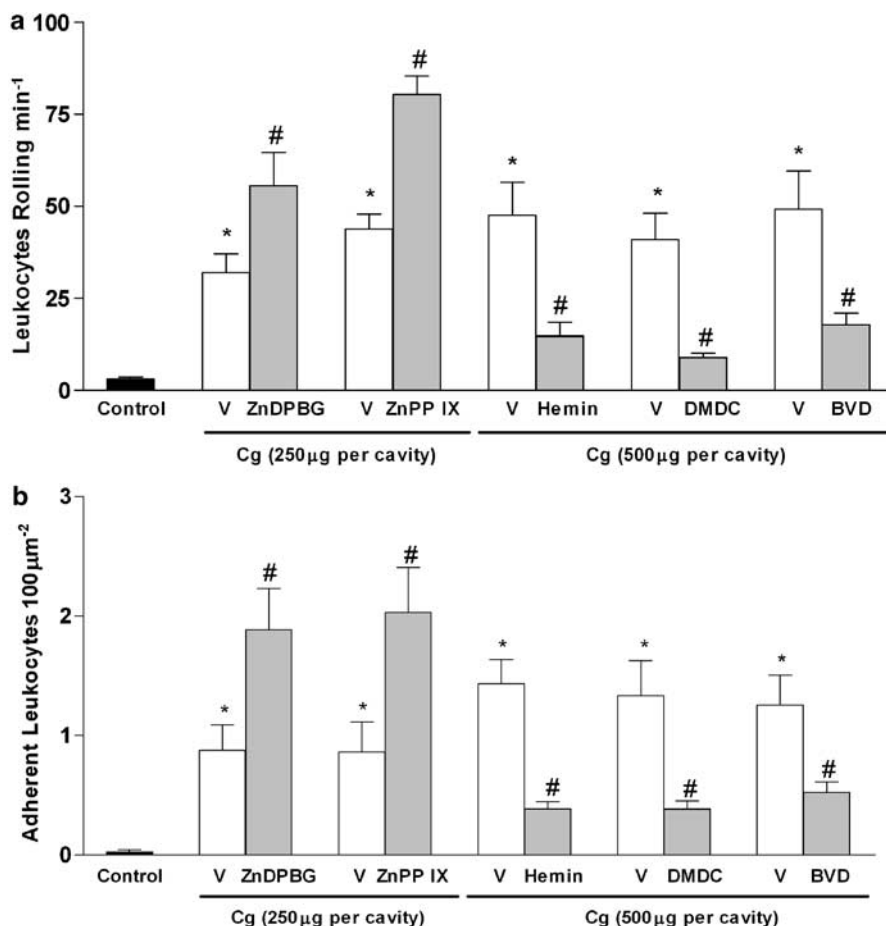 a
Leukocytes Rolling min⁻¹
100
75
50
25
0
# # * * * * * # # #
Control V ZnDPBG V ZnPP IX V Hemin V DMDC V BVD
Cg (250µg per cavity) Cg (500µg per cavity)
b
Adherent Leukocytes 100µm⁻²
3
2
1
0
# # * * * * * # # #
Control V ZnDPBG V ZnPP IX V Hemin V DMDC V BVD
Cg (250µg per cavity) Cg (500µg per cavity)